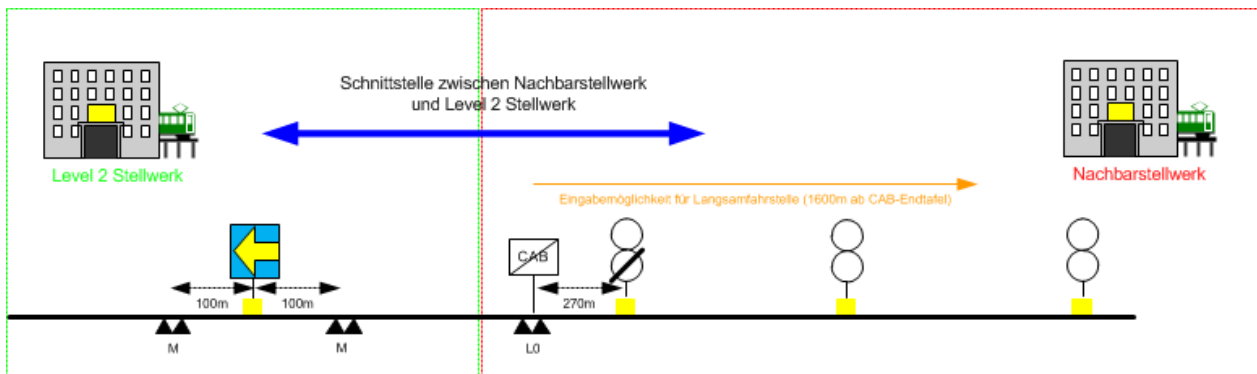 Schnittstelle zwischen Nachbarstellwerk
und Level 2 Stellwerk
Level 2 Stellwerk
Nachbarstellwerk
Eingabemöglichkeit für Langsamfahrstelle (1600m ab CAB-Endtafel)
CAB
100m
100m
270m
M
M
L0